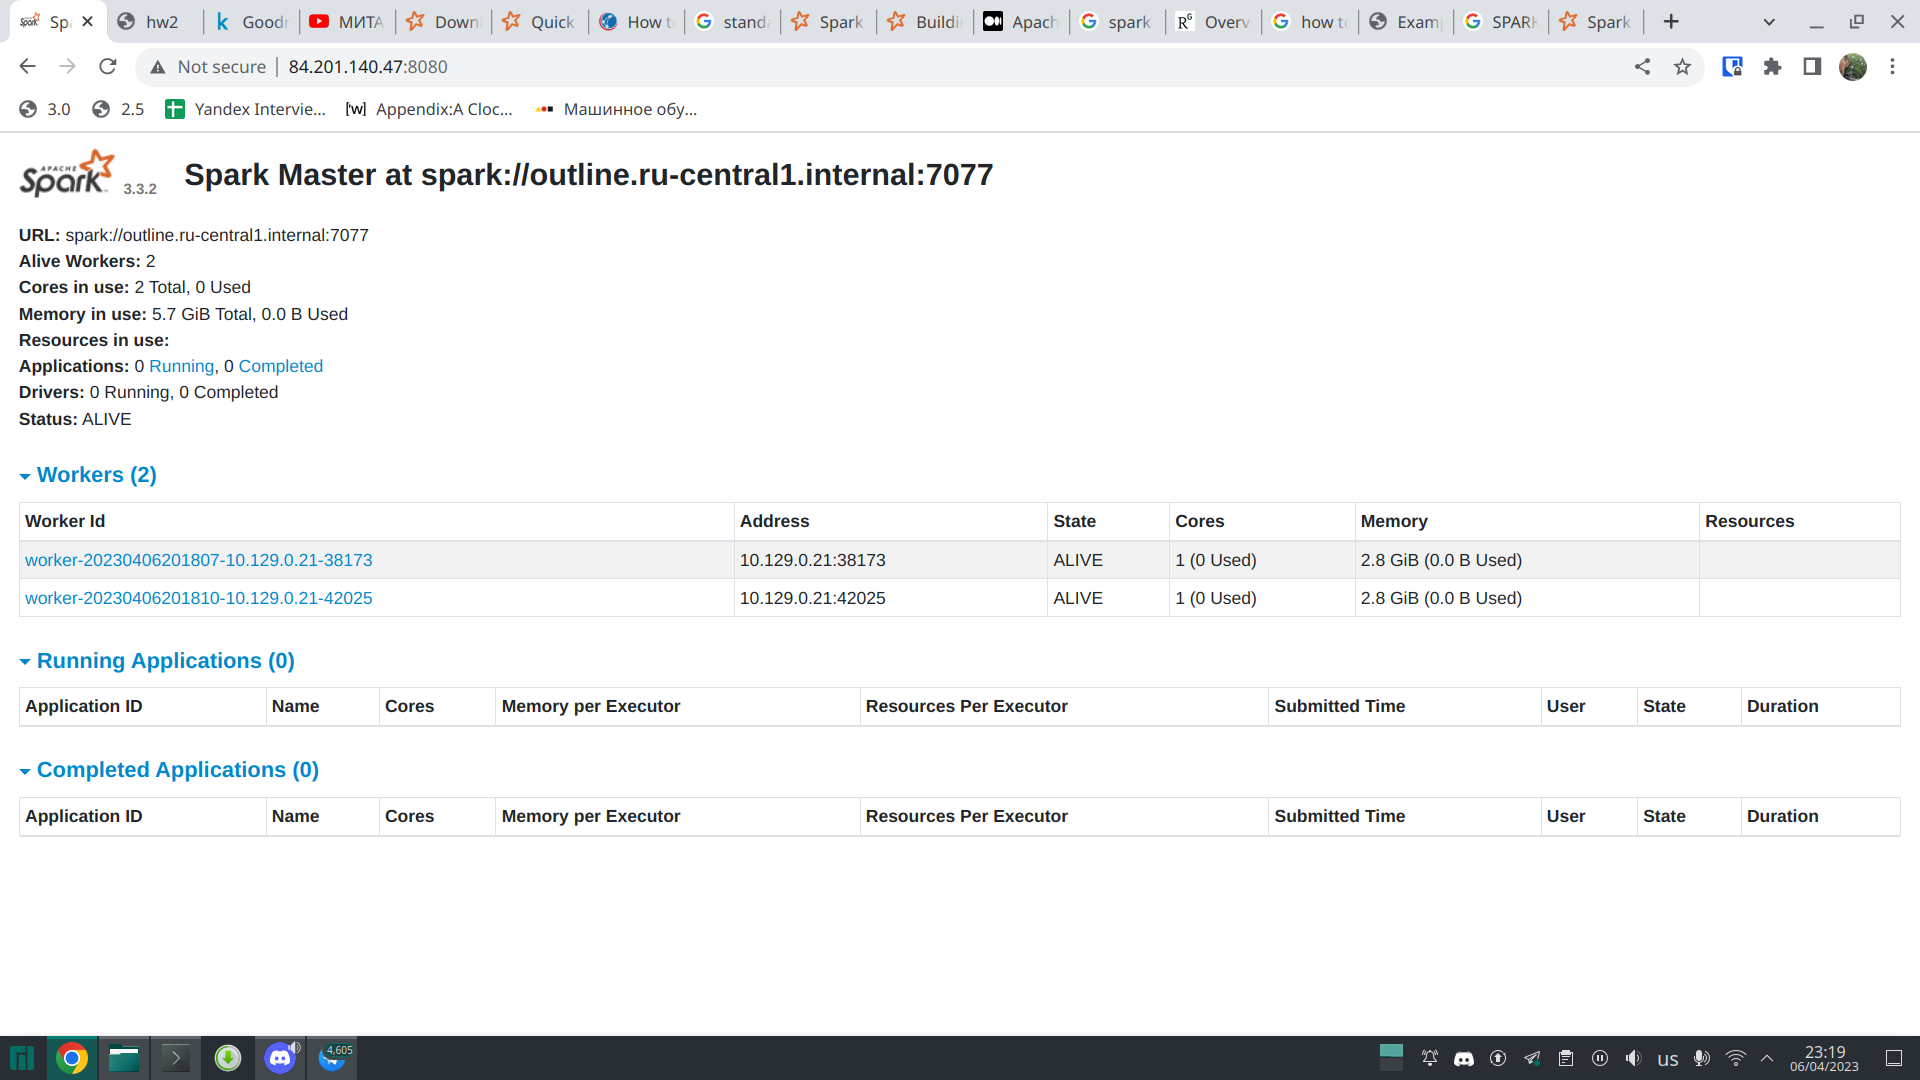 Spa
hw2
Goodr
МИТА
Downl
Quick
How t
standa
Spark
Buildi
Apach
spark
Overv
how to
Examp
SPARK
Spark
Not secure
84.201.140.47:8080
3.0
2.5
Yandex Intervie...
['w]
Appendix:A Cloc...
Машинное обу...
APACHE
Spark
3.3.2
Spark Master at spark://outline.ru-central1.internal:7077
URL: spark://outline.ru-central1.internal:7077
Alive Workers: 2
Cores in use: 2 Total, 0 Used
Memory in use: 5.7 GiB Total, 0.0 B Used
Resources in use:
Applications: 0 Running, 0 Completed
Drivers: 0 Running, 0 Completed
Status: ALIVE
Workers (2)
Worker Id Address State Cores Memory Resources
worker-20230406201807-10.129.0.21-38173 10.129.0.21:38173 ALIVE 1 (0 Used) 2.8 GiB (0.0 B Used)
worker-20230406201810-10.129.0.21-42025 10.129.0.21:42025 ALIVE 1 (0 Used) 2.8 GiB (0.0 B Used)
Running Applications (0)
Application ID Name Cores Memory per Executor Resources Per Executor Submitted Time User State Duration
Completed Applications (0)
Application ID Name Cores Memory per Executor Resources Per Executor Submitted Time User State Duration
4,605
us
23:19
06/04/2023